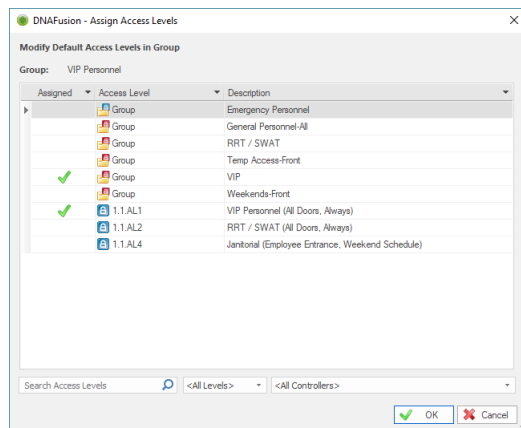 DNAFusion - Assign Access Levels
Modify Default Access Levels in Group
Group: VIP Personnel
Assigned Access Level Description
Group Emergency Personnel
Group General Personnel-All
Group RRT / SWAT
Group Temp Access-Front
Group VIP
Group Weekends-Front
1.1.AL1 VIP Personnel (All Doors, Always)
1.1.AL2 RRT / SWAT (All Doors, Always)
1.1.AL4 Janitorial (Employee Entrance, Weekend Schedule)
Search Access Levels <All Levels> <All Controllers>
OK Cancel